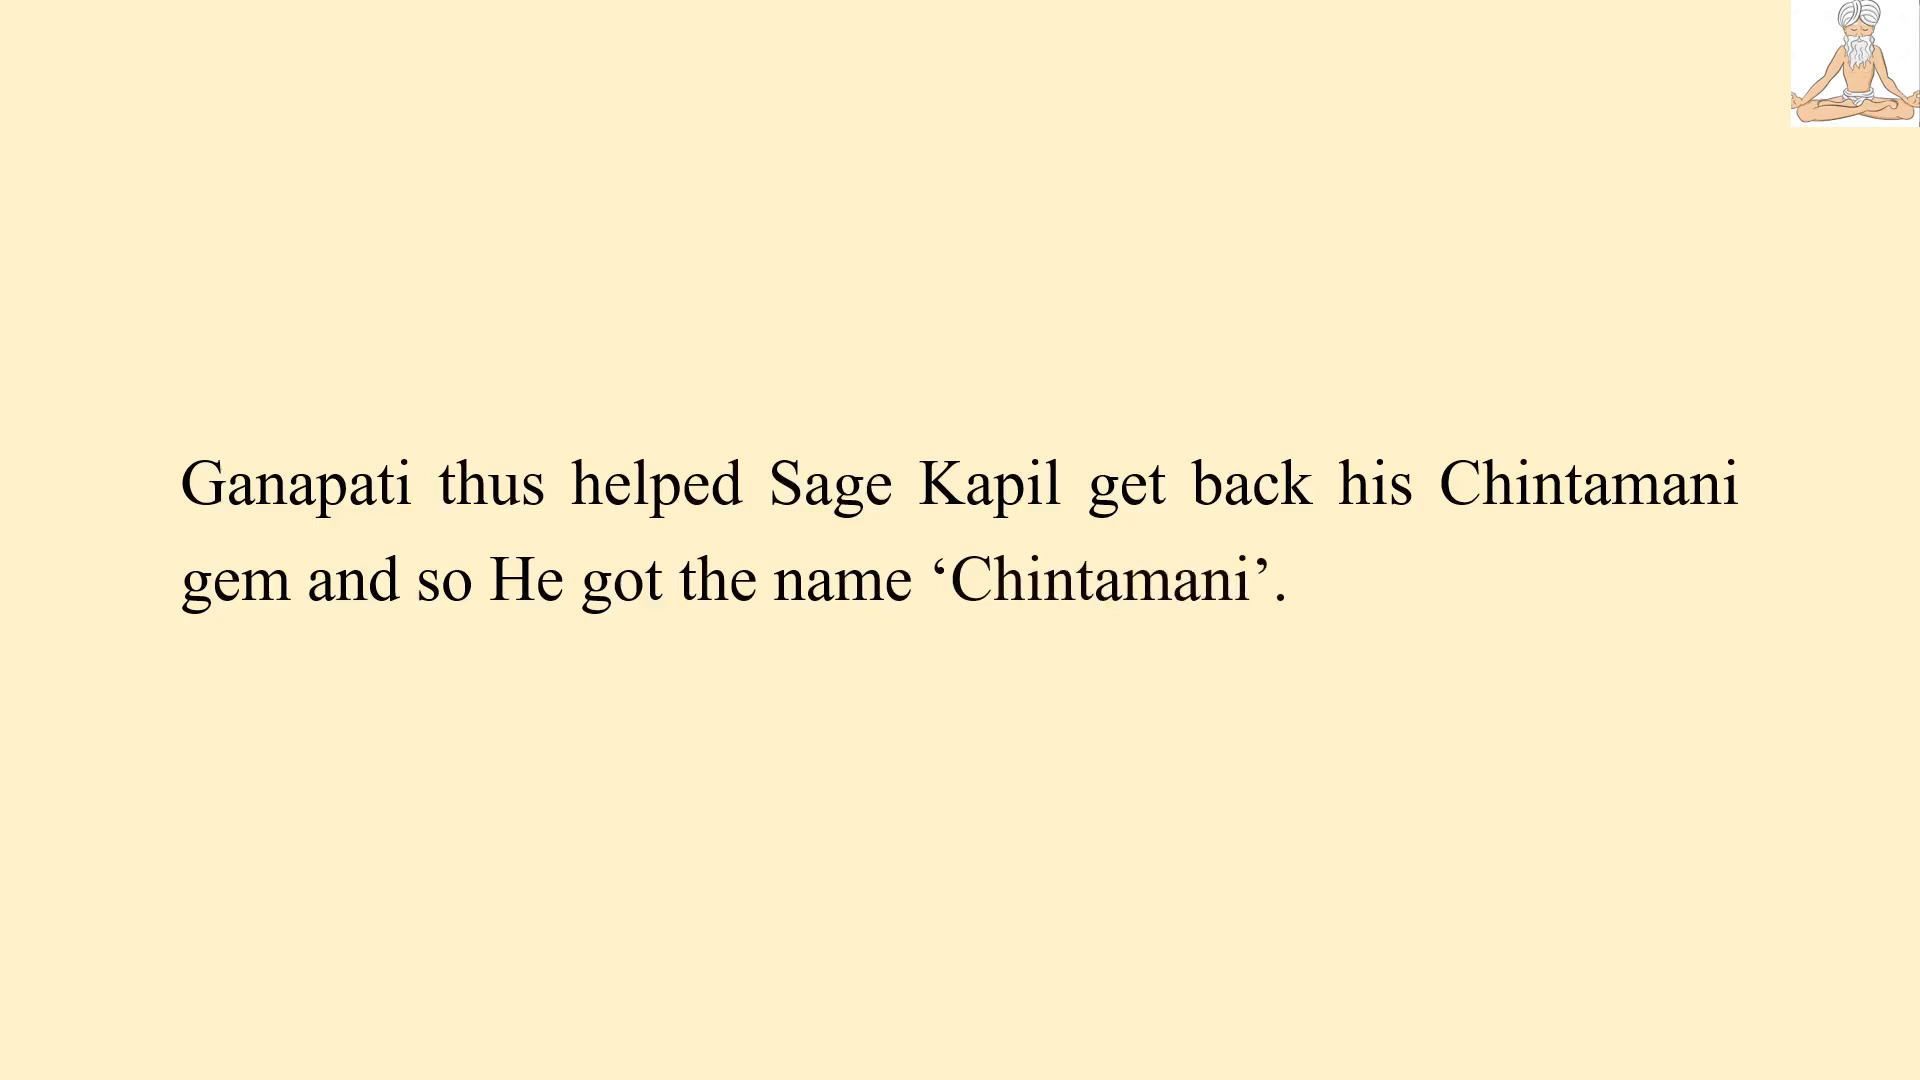 Ganapati thus helped Sage Kapil get back his Chintamani
gem and so He got the name ‘Chintamani’.